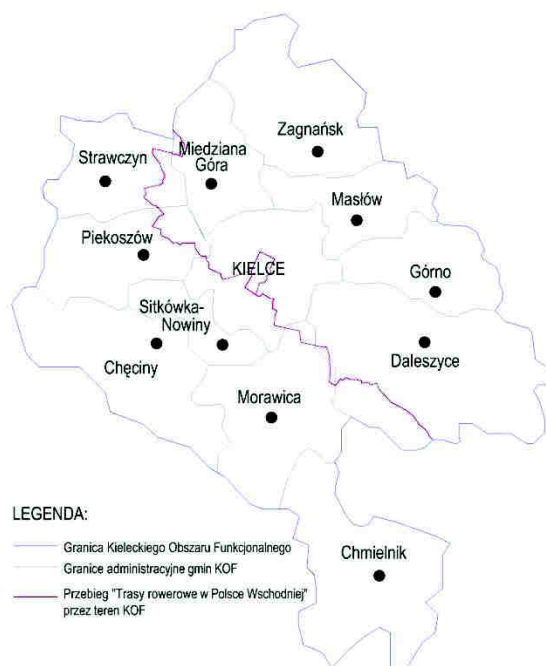 Zagnańsk
Miedziana
Góra
Strawczyn
Masłów
Piekoszów
KIELCE
Górno
Sitkówka-
Nowiny
Daleszyce
Chęciny
Morawica
LEGENDA:
Granica Kieleckiego Obszaru Funkcjonalnego
Granice administracyjne gmin KOF
Przebieg "Trasy rowerowe w Polsce Wschodniej"
przez teren KOF
Chmielnik